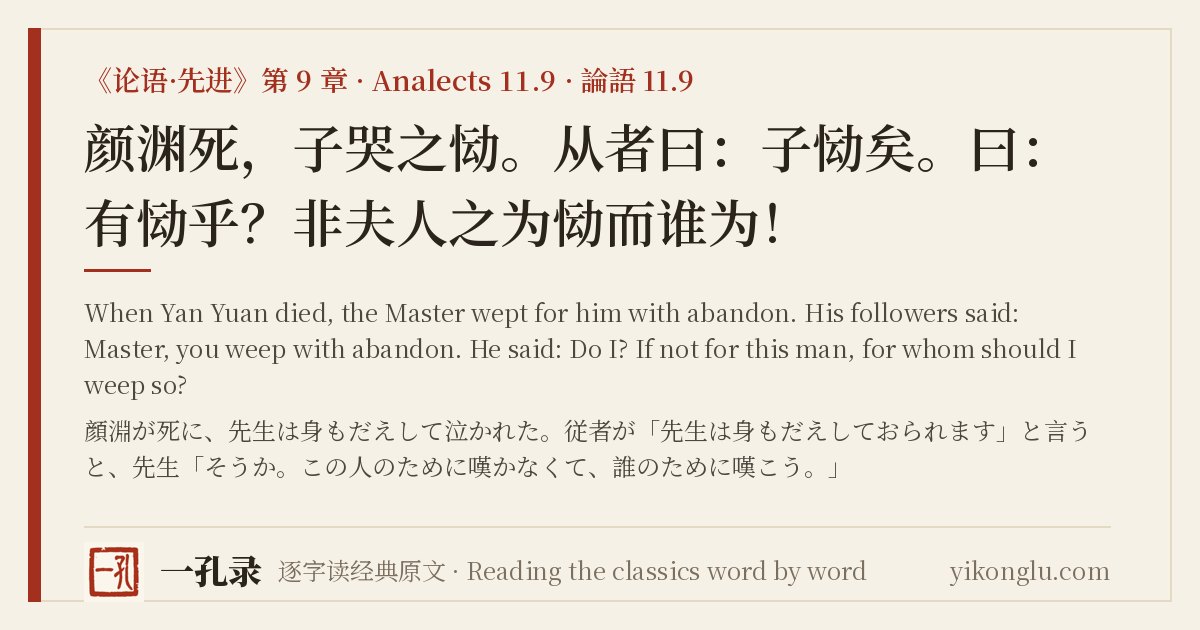 《论语·先进》第 9 章 · Analects 11.9 · 論語 11.9
颜渊死，子哭之恸。从者曰：子恸矣。曰：
有恸乎？非夫人之为恸而谁为！
When Yan Yuan died, the Master wept for him with abandon. His followers said:
Master, you weep with abandon. He said: Do I? If not for this man, for whom should I
weep so?
顔淵が死に、先生は身もだえして泣かれた。従者が「先生は身もだえしておられます」と言う
と、先生「そうか。この人のために嘆かなくて、誰のために嘆こう。」
一孔
一孔录 逐字读经典原文 · Reading the classics word by word yikonglu.com